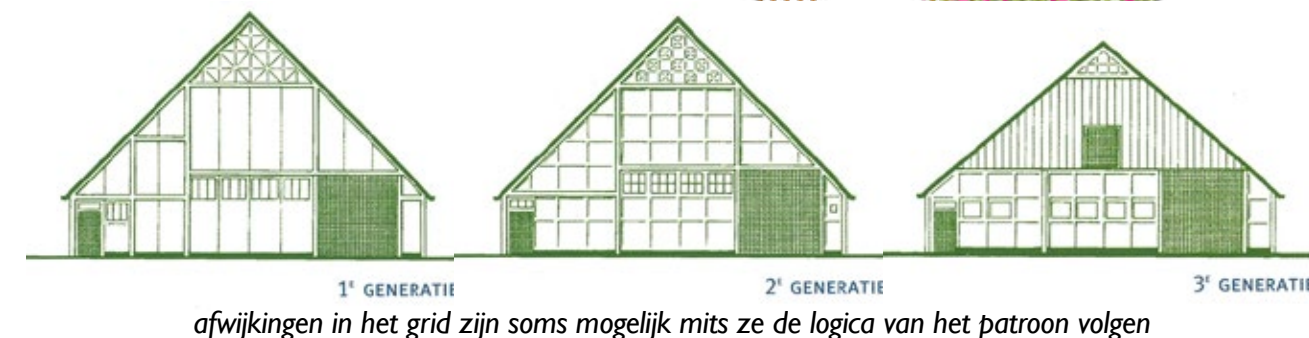 1ᴱ GENERATIE
2ᴱ GENERATIE
3ᴱ GENERATIE
afwijkingen in het grid zijn soms mogelijk mits ze de logica van het patroon volgen